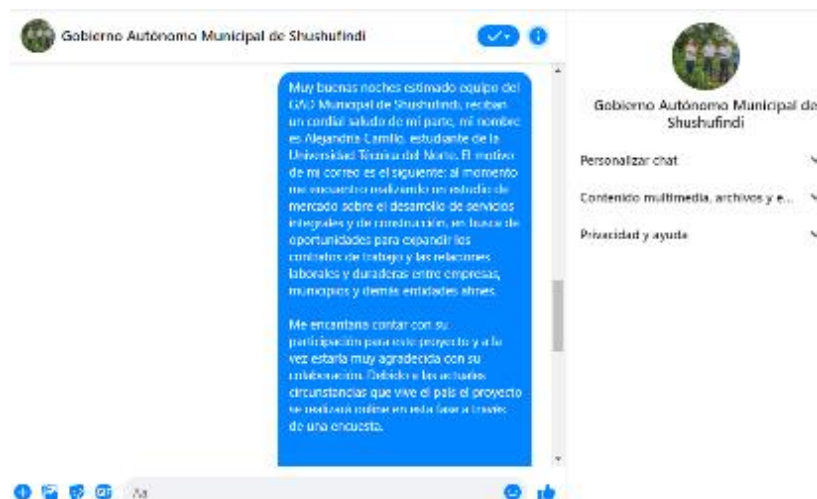 Gobierno Autónomo Municipal de Shushufindi
Muy buenas noches estimado equipo del
GAD Municipal de Shushufindi, reciban
un cordial saludo de mi parte, mi nombre
es Alejandra Carrillo, estudiante de la
Universidad Técnica del Norte. El motivo
de mi correo es el siguiente: al momento
me encuentro realizando un estudio de
mercado sobre el desarrollo de servicios
integrales y de construcción, en busca de
oportunidades para expandir los
contratos de trabajo y las relaciones
laborales y duraderas entre empresas,
municipios y demás entidades afines.
Me encantaría contar con su
participación para este proyecto y a la
vez estaría muy agradecida con su
colaboración. Debido a las actuales
circunstancias que vive el país el proyecto
se realizará online en esta fase a través
de una encuesta.
Aa
Gobierno Autónomo Municipal de
Shushufindi
Personalizar chat
Contenido multimedia, archivos y e...
Privacidad y ayuda